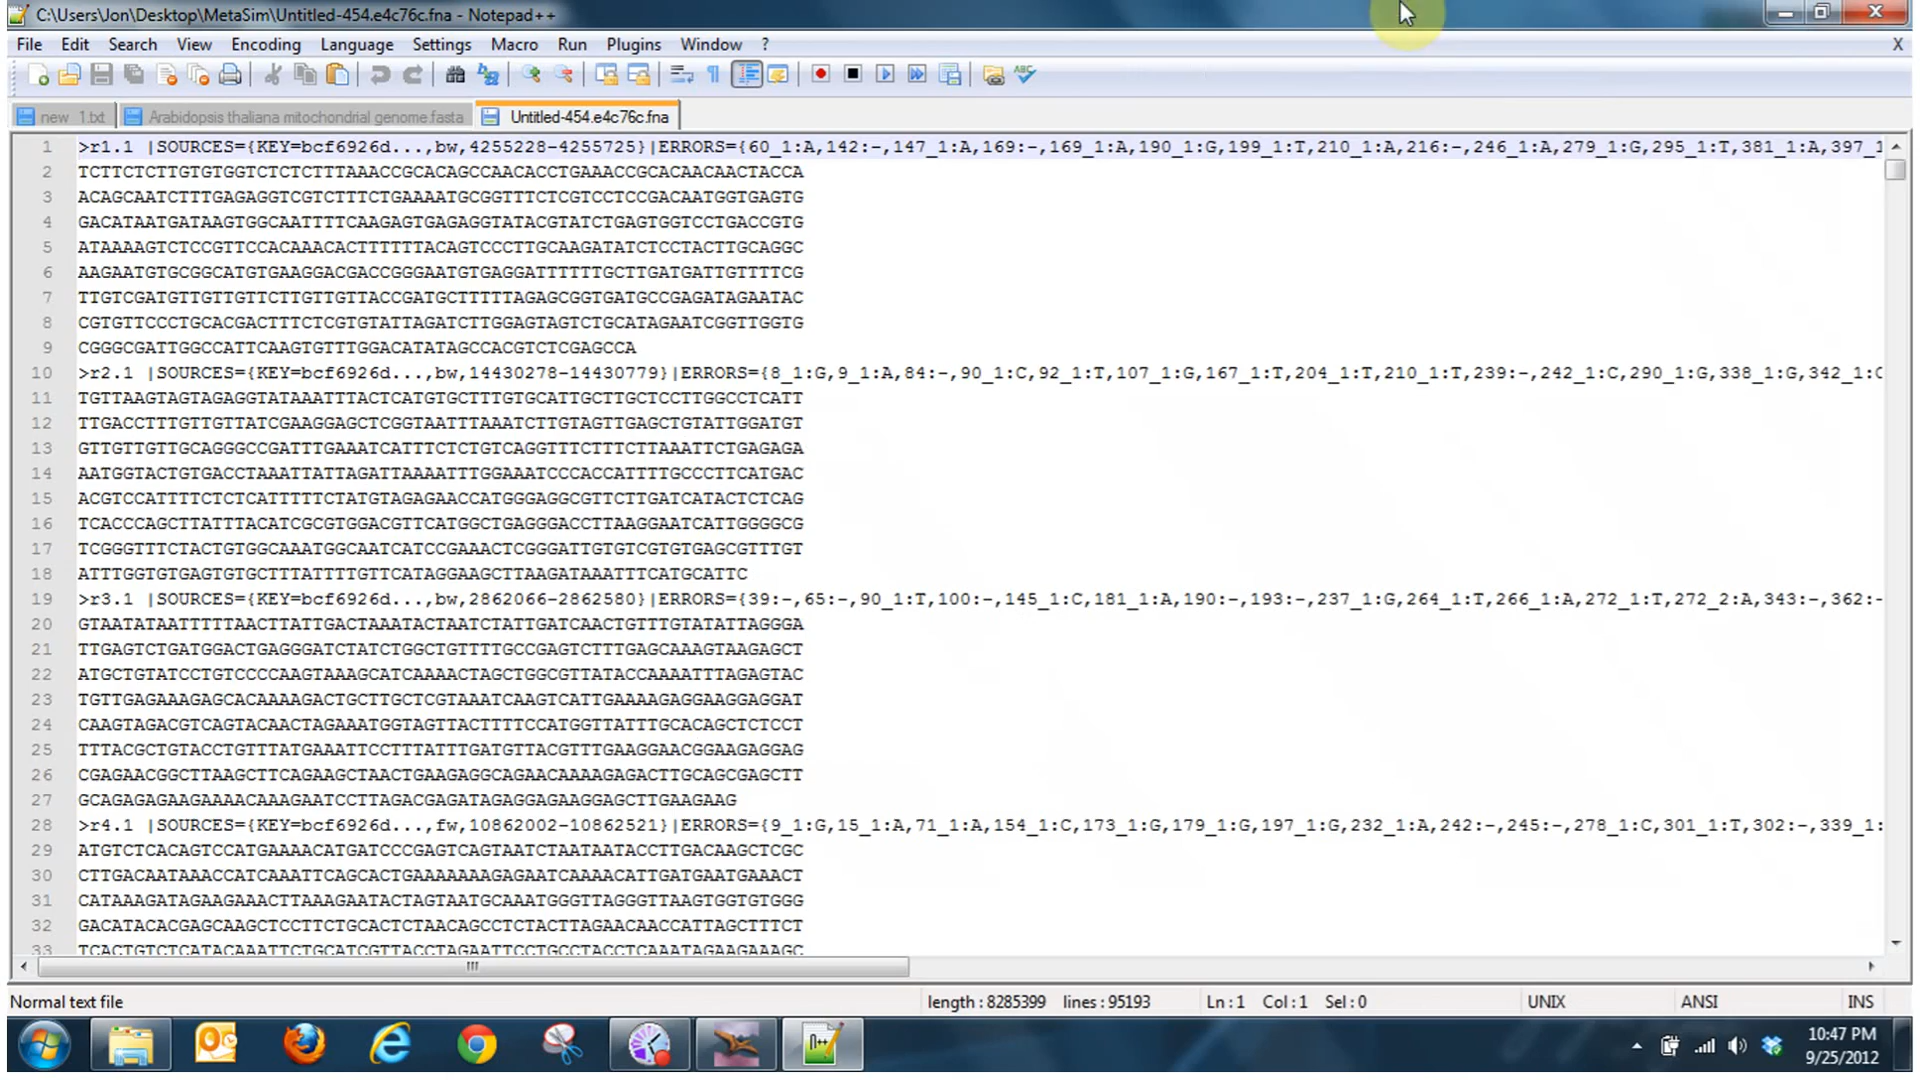 C:\Users\Jon\Desktop\MetaSim\Untitled-454.e4c76c.fna - Notepad++
File Edit Search View Encoding Language Settings Macro Run Plugins Window ? X
new 1.txt Arabidopsis thaliana mitochondrial genome.fasta Untitled-454.e4c76c.fna
1 >r1.1 |SOURCES={KEY=bcf6926d...,bw,4255228-4255725}|ERRORS={60_1:A,142:-,147_1:A,169:-,169_1:A,190_1:G,199_1:T,210_1:A,216:-,246_1:A,279_1:G,295_1:T,381_1:A,397_1
2 TCTTCTCTTGTGTGGTCTCTCTTTAAACCGCACAGCCAACACCTGAAACCGCACAACAACTACCA
3 ACAGCAATCTTTGAGAGGTCGTCTTTCTGAAAATGCGGTTTCTCGTCCTCCGACAATGGTGAGTG
4 GACATAATGATAAGTGGCAATTTTCAAGAGTGAGAGGTATACGTATCTGAGTGGTCCTGACCGTG
5 ATAAAAGTCTCCGTTCCACAAACACTTTTTTACAGTCCCTTGCAAGATATCTCCTACTTGCAGGC
6 AAGAATGTGCGGCATGTGAAGGACGACCGGGAATGTGAGGATTTTTTGCTTGATGATTGTTTTCG
7 TTGTCGATGTTGTTGTTCTTGTTGTTACCGATGCTTTTTAGAGCGGTGATGCCGAGATAGAATAC
8 CGTGTTCCCTGCACGACTTTCTCGTGTATTAGATCTTGGAGTAGTCTGCATAGAATCGGTTGGTG
9 CGGGCGATTGGCCATTCAAGTGTTTGGACATATAGCCACGTCTCGAGCCA
10 >r2.1 |SOURCES={KEY=bcf6926d...,bw,14430278-14430779}|ERRORS={8_1:G,9_1:A,84:-,90_1:C,92_1:T,107_1:G,167_1:T,204_1:T,210_1:T,239:-,242_1:C,290_1:G,338_1:G,342_1:C
11 TGTTAAGTAGTAGAGGTATAAATTTACTCATGTGCTTTGTGCATTGCTTGCTCCTTGGCCTCATT
12 TTGACCTTTGTTGTTATCGAAGGAGCTCGGTAATTTAAATCTTGTAGTTGAGCTGTATTGGATGT
13 GTTGTTGTTGCAGGGCCGATTTGAAATCATTTCTCTGTCAGGTTTCTTTCTTAAATTCTGAGAGA
14 AATGGTACTGTGACCTAAATTATTAGATTAAAATTTGGAAATCCCACCATTTTGCCCTTCATGAC
15 ACGTCCATTTTCTCTCATTTTTCTATGTAGAGAACCATGGGAGGCGTTCTTGATCATACTCTCAG
16 TCACCCAGCTTATTTACATCGCGTGGACGTTCATGGCTGAGGGACCTTAAGGAATCATTGGGGCG
17 TCGGGTTTCTACTGTGGCAAATGGCAATCATCCGAAACTCGGGATTGTGTCGTGTGAGCGTTTGT
18 ATTTGGTGTGAGTGTGCTTTATTTTGTTCATAGGAAGCTTAAGATAAATTTCATGCATTC
19 >r3.1 |SOURCES={KEY=bcf6926d...,bw,2862066-2862580}|ERRORS={39:-,65:-,90_1:T,100:-,145_1:C,181_1:A,190:-,193:-,237_1:G,264_1:T,266_1:A,272_1:T,272_2:A,343:-,362:-
20 GTAATATAATTTTTAACTTATTGACTAAATACTAATCTATTGATCAACTGTTTGTATATTAGGGA
21 TTGAGTCTGATGGACTGAGGGATCTATCTGGCTGTTTTGCCGAGTCTTTGAGCAAAGTAAGAGCT
22 ATGCTGTATCCTGTCCCCAAGTAAAGCATCAAAACTAGCTGGCGTTATACCAAAATTTAGAGTAC
23 TGTTGAGAAAGAGCACAAAAGACTGCTTGCTCGTAAATCAAGTCATTGAAAAGAGGAAGGAGGAT
24 CAAGTAGACGTCAGTACAACTAGAAATGGTAGTTACTTTTCCATGGTTATTTGCACAGCTCTCCT
25 TTTACGCTGTACCTGTTTATGAAATTCCTTTATTTGATGTTACGTTTGAAGGAACGGAAGAGGAG
26 CGAGAACGGCTTAAGCTTCAGAAGCTAACTGAAGAGGCAGAACAAAAGAGACTTGCAGCGAGCTT
27 GCAGAGAGAAGAAAACAAAGAATCCTTAGACGAGATAGAGGAGAAGGAGCTTGAAGAAG
28 >r4.1 |SOURCES={KEY=bcf6926d...,fw,10862002-10862521}|ERRORS={9_1:G,15_1:A,71_1:A,154_1:C,173_1:G,179_1:G,197_1:G,232_1:A,242:-,245:-,278_1:C,301_1:T,302:-,339_1:
29 ATGTCTCACAGTCCATGAAAACATGATCCCGAGTCAGTAATCTAATAATACCTTGACAAGCTCGC
30 CTTGACAATAAACCATCAAATTCAGCACTGAAAAAAAGAGAATCAAAACATTGATGAATGAAACT
31 CATAAAGATAGAAGAAACTTAAAGAATACTAGTAATGCAAATGGGTTAGGGTTAAGTGGTGTGGG
32 GACATACACGAGCAAGCTCCTTCTGCACTCTAACAGCCTCTACTTAGAACAACCATTAGCTTTCT
33 TCACTGTCTCATACAAATTCTGCATCGTTACCTAGAATTCCTGCCTACCTCAAATAGAAGAAAGC
Normal text file length : 8285399 lines : 95193 Ln : 1 Col : 1 Sel : 0 UNIX ANSI INS
10:47 PM
9/25/2012